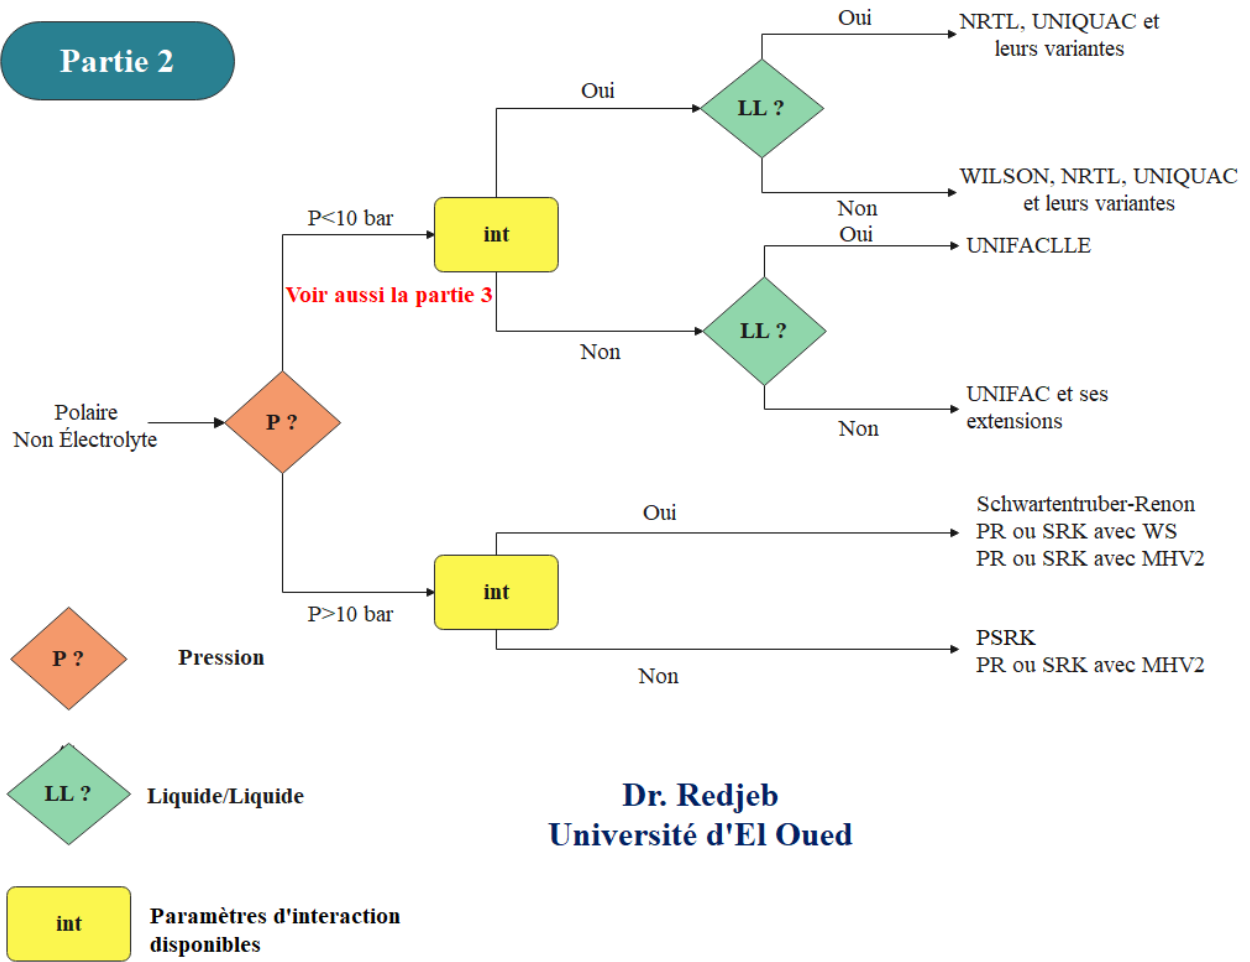 Partie 2
Oui
NRTL, UNIQUAC et
leurs variantes
Oui
LL ?
WILSON, NRTL, UNIQUAC
et leurs variantes
Non
P<10 bar
int
Oui
UNIFACLLE
Voir aussi la partie 3
LL ?
Non
UNIFAC et ses
extensions
Non
Polaire
Non Électrolyte
P ?
Oui
Schwartentruber-Renon
PR ou SRK avec WS
PR ou SRK avec MHV2
int
P>10 bar
Non
PSRK
PR ou SRK avec MHV2
P ?
Pression
LL ?
Liquide/Liquide
Dr. Redjeb
Université d'El Oued
int
Paramètres d'interaction
disponibles